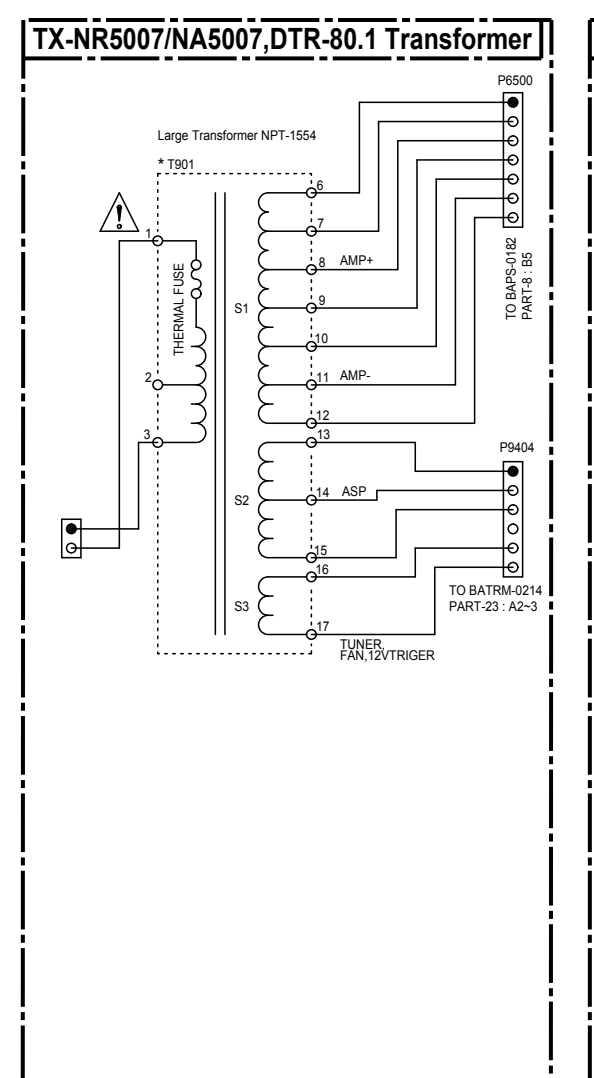 TX-NR5007/NA5007,DTR-80.1 Transformer
P6500
Large Transformer NPT-1554
* T901
6
!
7
1
8 AMP+
TO BAPS-0182
PART-8 : B5
THERMAL FUSE
S1
9
10
2
11 AMP-
12
3
13
P9404
S2
14 ASP
15
16
TO BATRM-0214
PART-23 : A2~3
S3
17
TUNER,
FAN,12VTRIGER